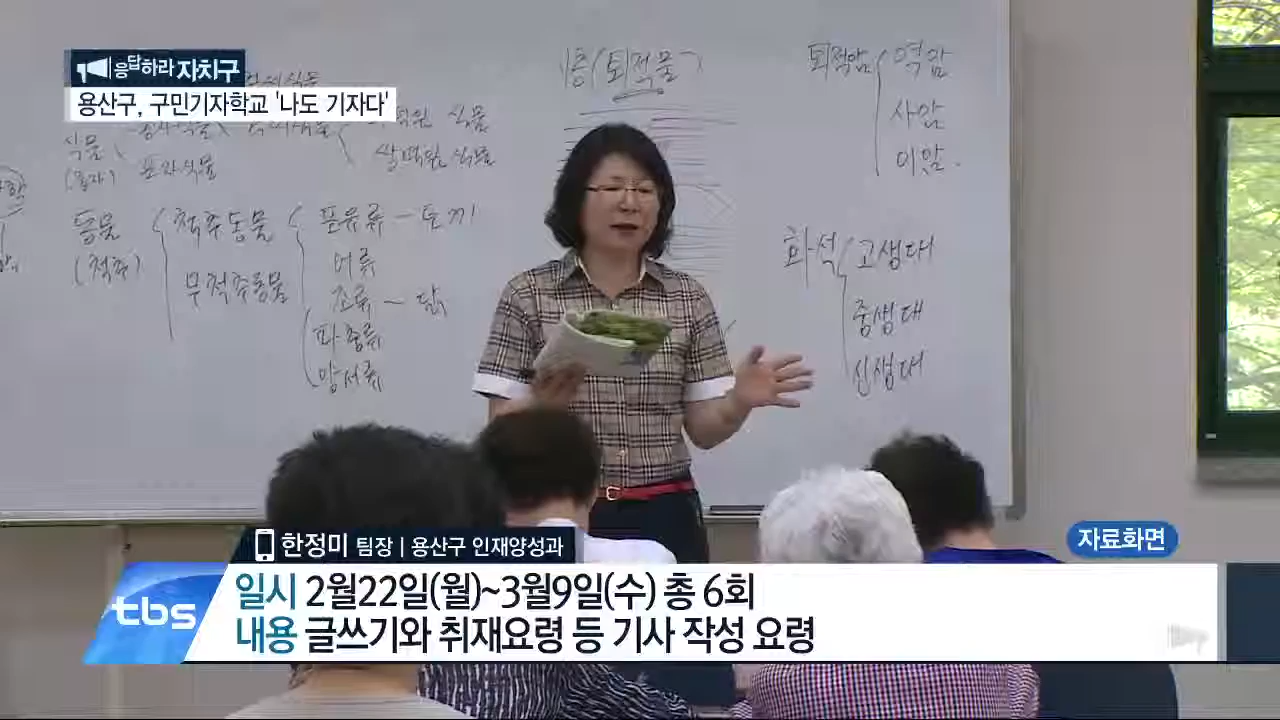 응답하라 자치구
용산구, 구민기자학교 '나도 기자다'
층(퇴적물)
퇴적암 역암
사암
이암.
식물
포자식물
동물 척추동물 포유류 - 토끼
(척추) 무척추동물 어류
조류 - 닭
파충류
양서류
화석 고생대
중생대
신생대
한정미 팀장 | 용산구 인재양성과
자료화면
tbs
일시 2월22일(월)~3월9일(수) 총 6회
내용 글쓰기와 취재요령 등 기사 작성 요령